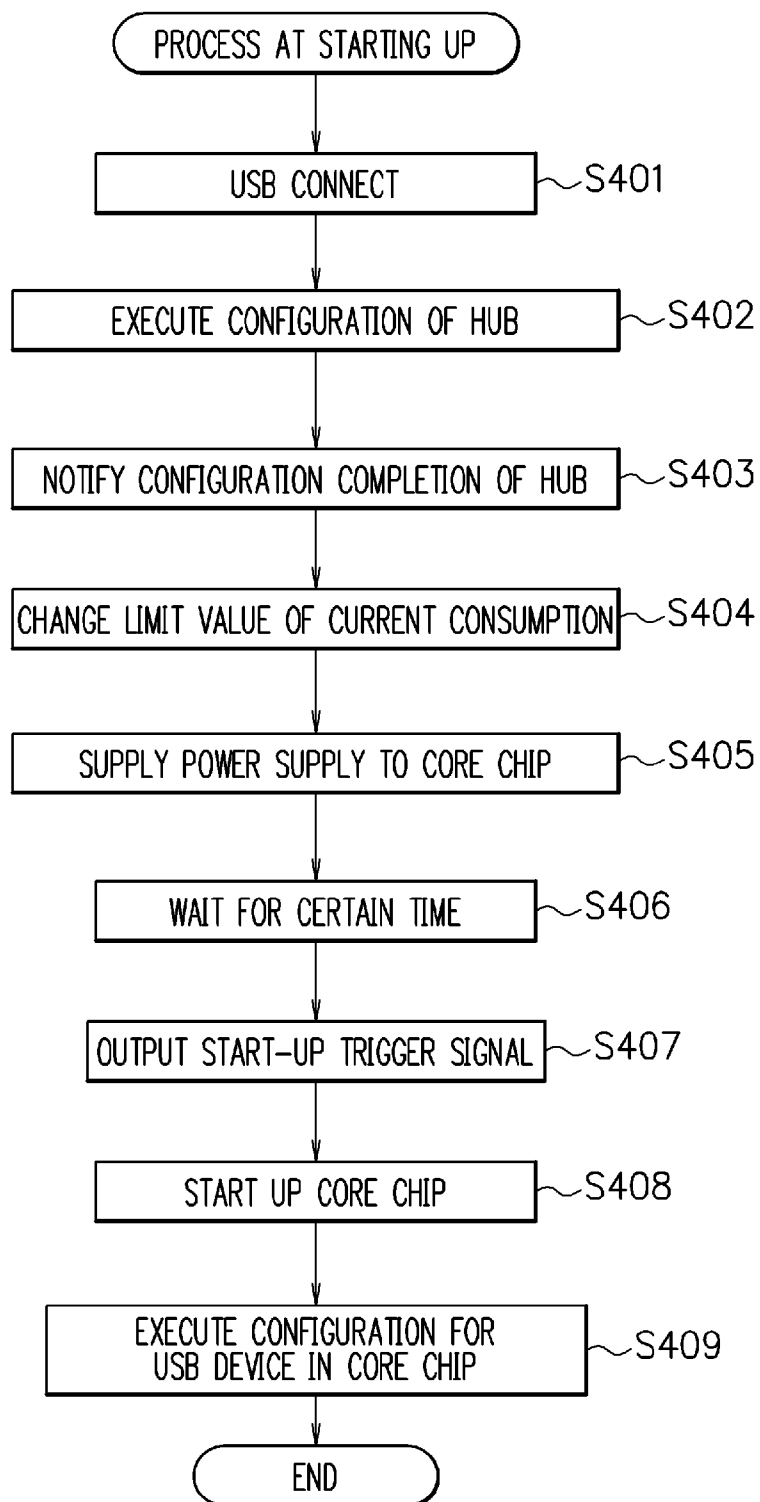 PROCESS AT STARTING UP
USB CONNECT
S401
EXECUTE CONFIGURATION OF HUB
S402
NOTIFY CONFIGURATION COMPLETION OF HUB
S403
CHANGE LIMIT VALUE OF CURRENT CONSUMPTION
S404
SUPPLY POWER SUPPLY TO CORE CHIP
S405
WAIT FOR CERTAIN TIME
S406
OUTPUT START-UP TRIGGER SIGNAL
S407
START UP CORE CHIP
S408
EXECUTE CONFIGURATION FOR
USB DEVICE IN CORE CHIP
S409
END